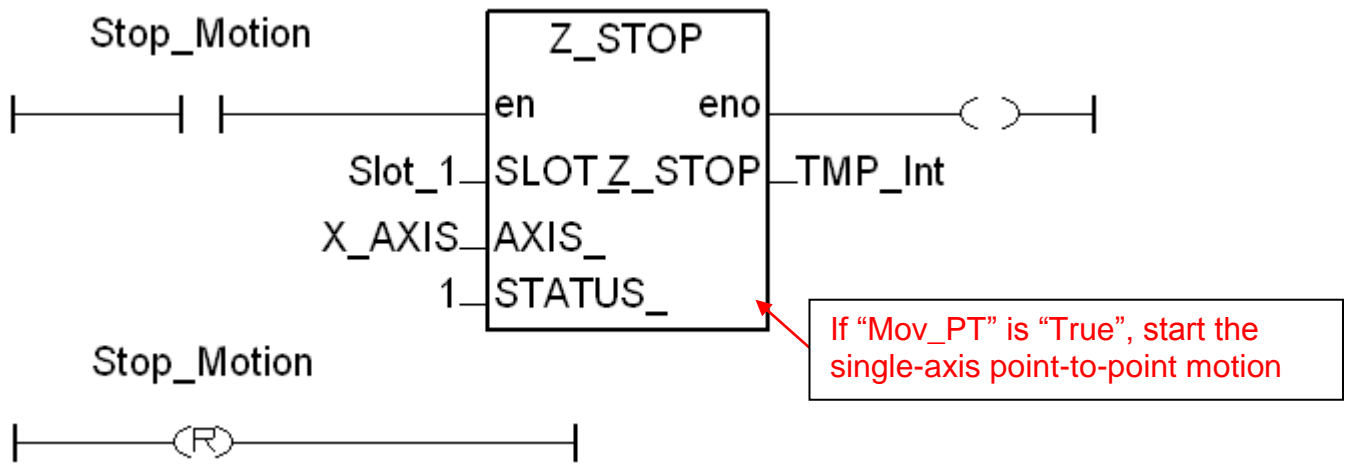 Stop_Motion
Z_STOP
en eno
Slot_1 SLOT_ Z_STOP TMP_Int
X_AXIS AXIS_
1 STATUS_
If “Mov_PT” is “True”, start the
single-axis point-to-point motion
Stop_Motion
R